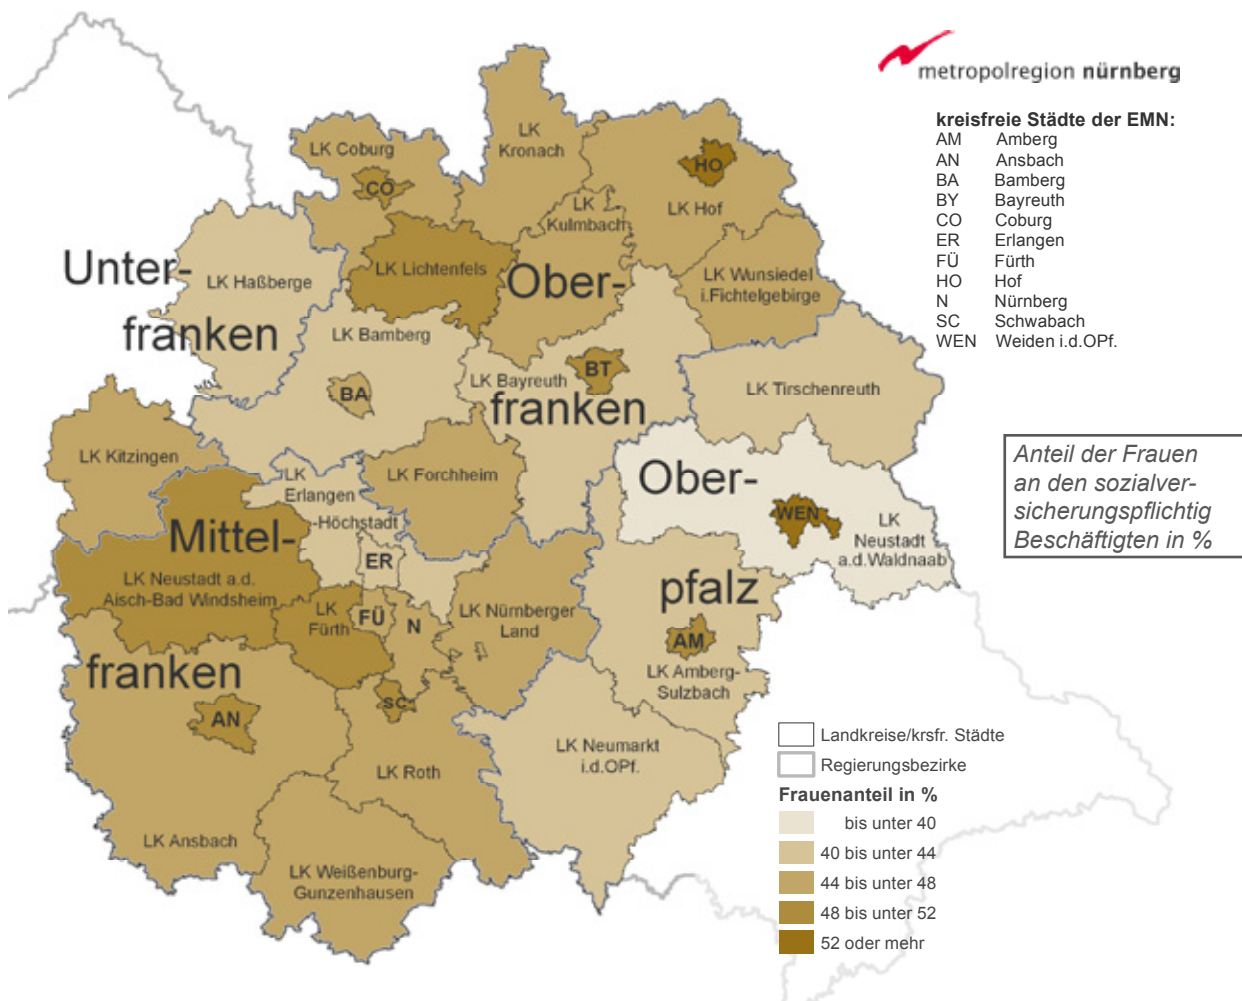 metropolregion nürnberg
kreisfreie Städte der EMN:
AM Amberg
AN Ansbach
BA Bamberg
BY Bayreuth
CO Coburg
ER Erlangen
FÜ Fürth
HO Hof
N Nürnberg
SC Schwabach
WEN Weiden i.d.OPf.
Anteil der Frauen
an den sozialver-
sicherungspflichtig
Beschäftigten in %
LK Coburg
CO
LK
Kronach
HO
LK Hof
LK
Kulmbach
Unter-
franken
LK Haßberge
LK Lichtenfels
Ober-
franken
LK Wunsiedel
i.Fichtelgebirge
LK Bamberg
BA
LK Bayreuth
BT
LK Tirschenreuth
LK Kitzingen
LK
Erlangen
-Höchstadt
LK Forchheim
Ober-
pfalz
WEN
LK
Neustadt
a.d.Waldnaab
Mittel-
franken
LK Neustadt a.d.
Aisch-Bad Windsheim
ER
LK
Fürth
FÜ
N
LK Nürnberger
Land
AM
LK Amberg-
Sulzbach
AN
SC
LK Roth
LK Neumarkt
i.d.OPf.
LK Ansbach
LK Weißenburg-
Gunzenhausen
Landkreise/krsfr. Städte
Regierungsbezirke
Frauenanteil in %
bis unter 40
40 bis unter 44
44 bis unter 48
48 bis unter 52
52 oder mehr